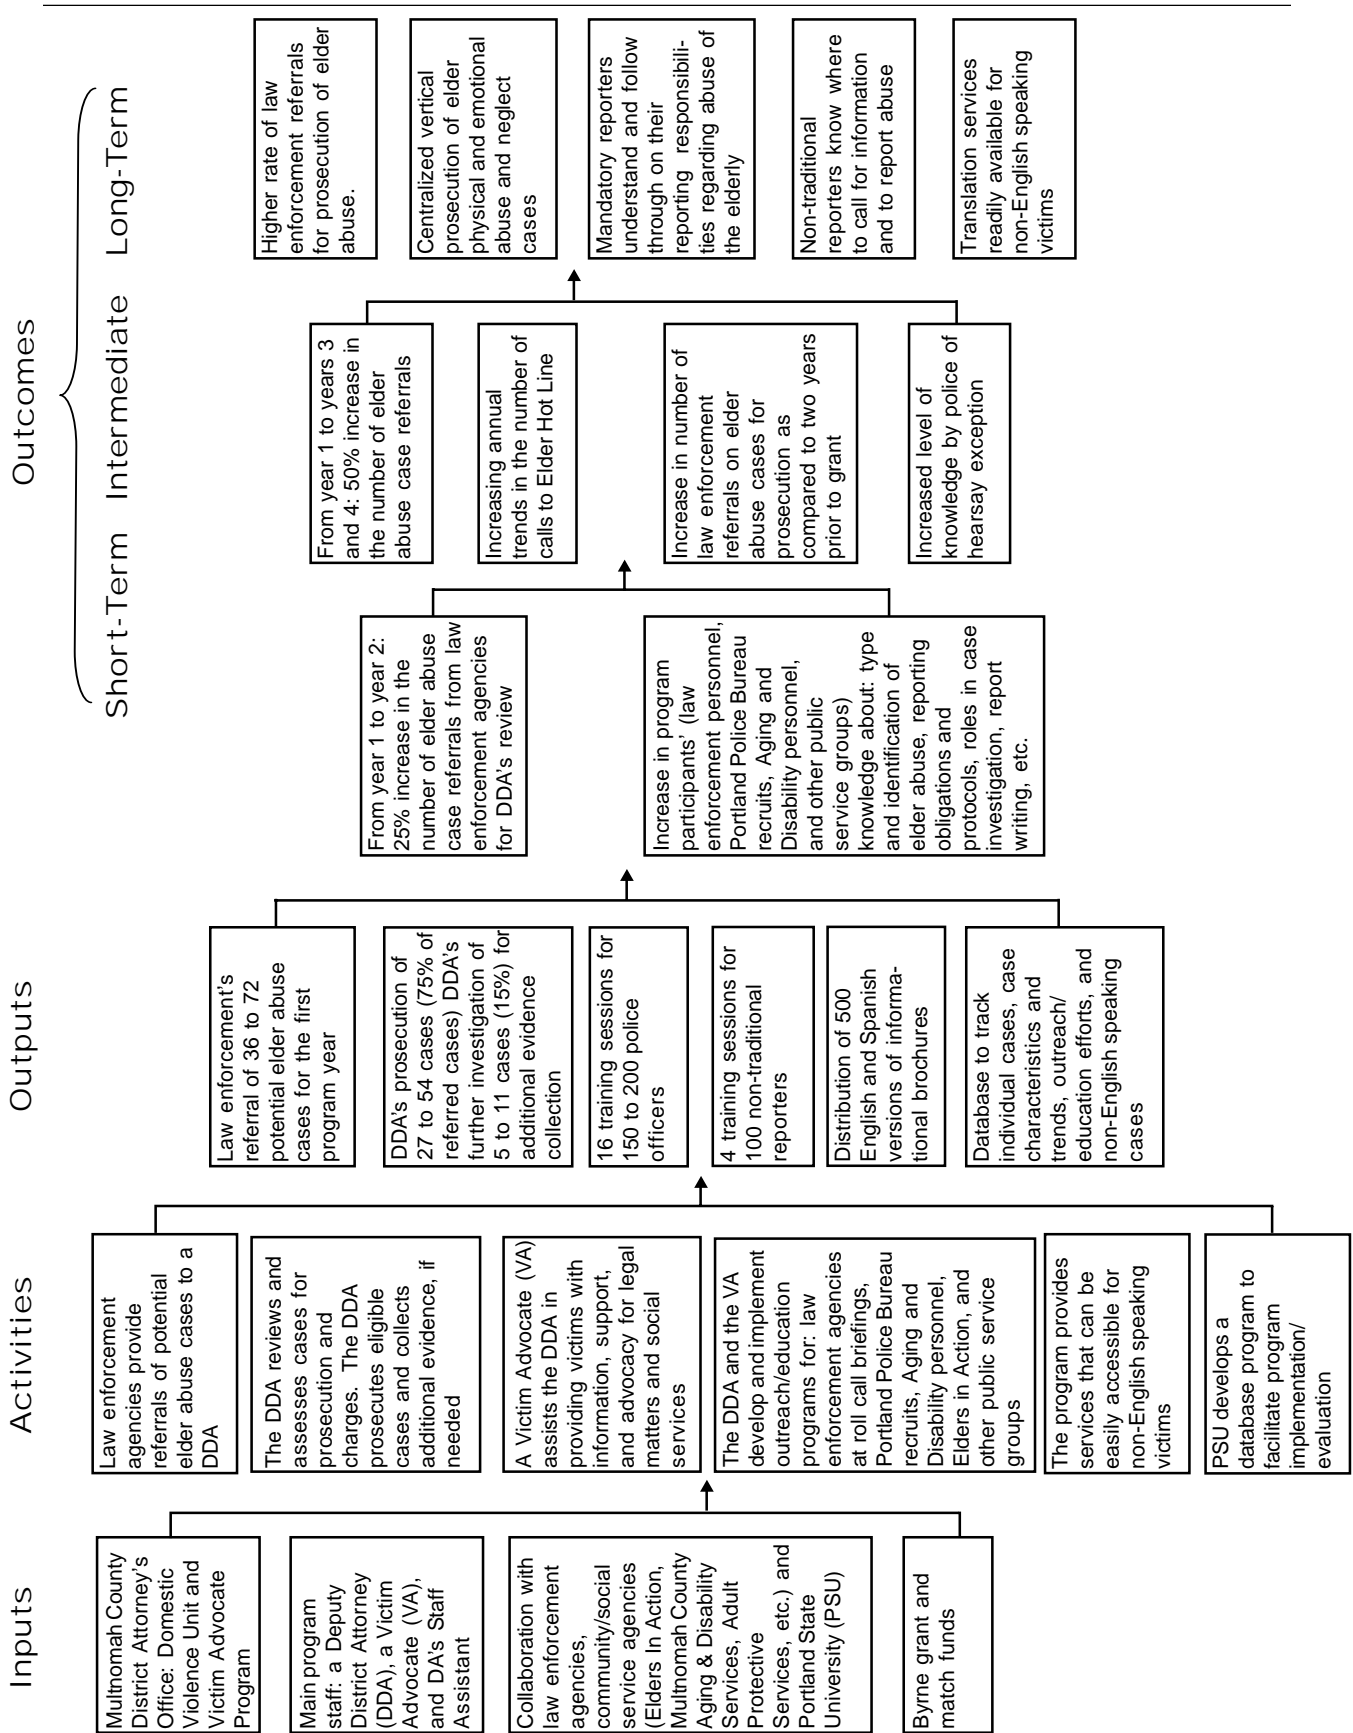 Inputs
Multnomah County
District Attorney's
Office: Domestic
Violence Unit and
Victim Advocate
Program
Main program
staff: a Deputy
District Attorney
(DDA), a Victim
Advocate (VA),
and DA's Staff
Assistant
Collaboration with
law enforcement
agencies,
community/social
service agencies
(Elders In Action,
Multnomah County
Aging & Disability
Services, Adult
Protective
Services, etc.) and
Portland State
University (PSU)
Byrne grant and
match funds
Activities
Law enforcement
agencies provide
referrals of potential
elder abuse cases to a
DDA
The DDA reviews and
assesses cases for
prosecution and
charges. The DDA
prosecutes eligible
cases and collects
additional evidence, if
needed
A Victim Advocate (VA)
assists the DDA in
providing victims with
information, support,
and advocacy for legal
matters and social
services
The DDA and the VA
develop and implement
outreach/education
programs for: law
enforcement agencies
at roll call briefings,
Portland Police Bureau
recruits, Aging and
Disability personnel,
Elders in Action, and
other public service
groups
The program provides
services that can be
easily accessible for
non-English speaking
victims
PSU develops a
database program to
facilitate program
implementation/
evaluation
Outputs
Law enforcement's
referral of 36 to 72
potential elder abuse
cases for the first
program year
DDA's prosecution of
27 to 54 cases (75% of
referred cases) DDA's
further investigation of
5 to 11 cases (15%) for
additional evidence
collection
16 training sessions for
150 to 200 police
officers
4 training sessions for
100 non-traditional
reporters
Distribution of 500
English and Spanish
versions of informa-
tional brochures
Database to track
individual cases, case
characteristics and
trends, outreach/
education efforts, and
non-English speaking
cases
Outcomes
Short-Term Intermediate Long-Term
From year 1 to year 2:
25% increase in the
number of elder abuse
case referrals from law
enforcement agencies
for DDA's review
Increase in program
participants' (law
enforcement personnel,
Portland Police Bureau
recruits, Aging and
Disability personnel,
and other public
service groups)
knowledge about: type
and identification of
elder abuse, reporting
obligations and
protocols, roles in case
investigation, report
writing, etc.
From year 1 to years 3
and 4: 50% increase in
the number of elder
abuse case referrals
Increasing annual
trends in the number of
calls to Elder Hot Line
Increase in number of
law enforcement
referrals on elder
abuse cases for
prosecution as
compared to two years
prior to grant
Increased level of
knowledge by police of
hearsay exception
Higher rate of law
enforcement referrals
for prosecution of elder
abuse.
Centralized vertical
prosecution of elder
physical and emotional
abuse and neglect
cases
Mandatory reporters
understand and follow
through on their
reporting responsibili-
ties regarding abuse of
the elderly
Non-traditional
reporters know where
to call for information
and to report abuse
Translation services
readily available for
non-English speaking
victims